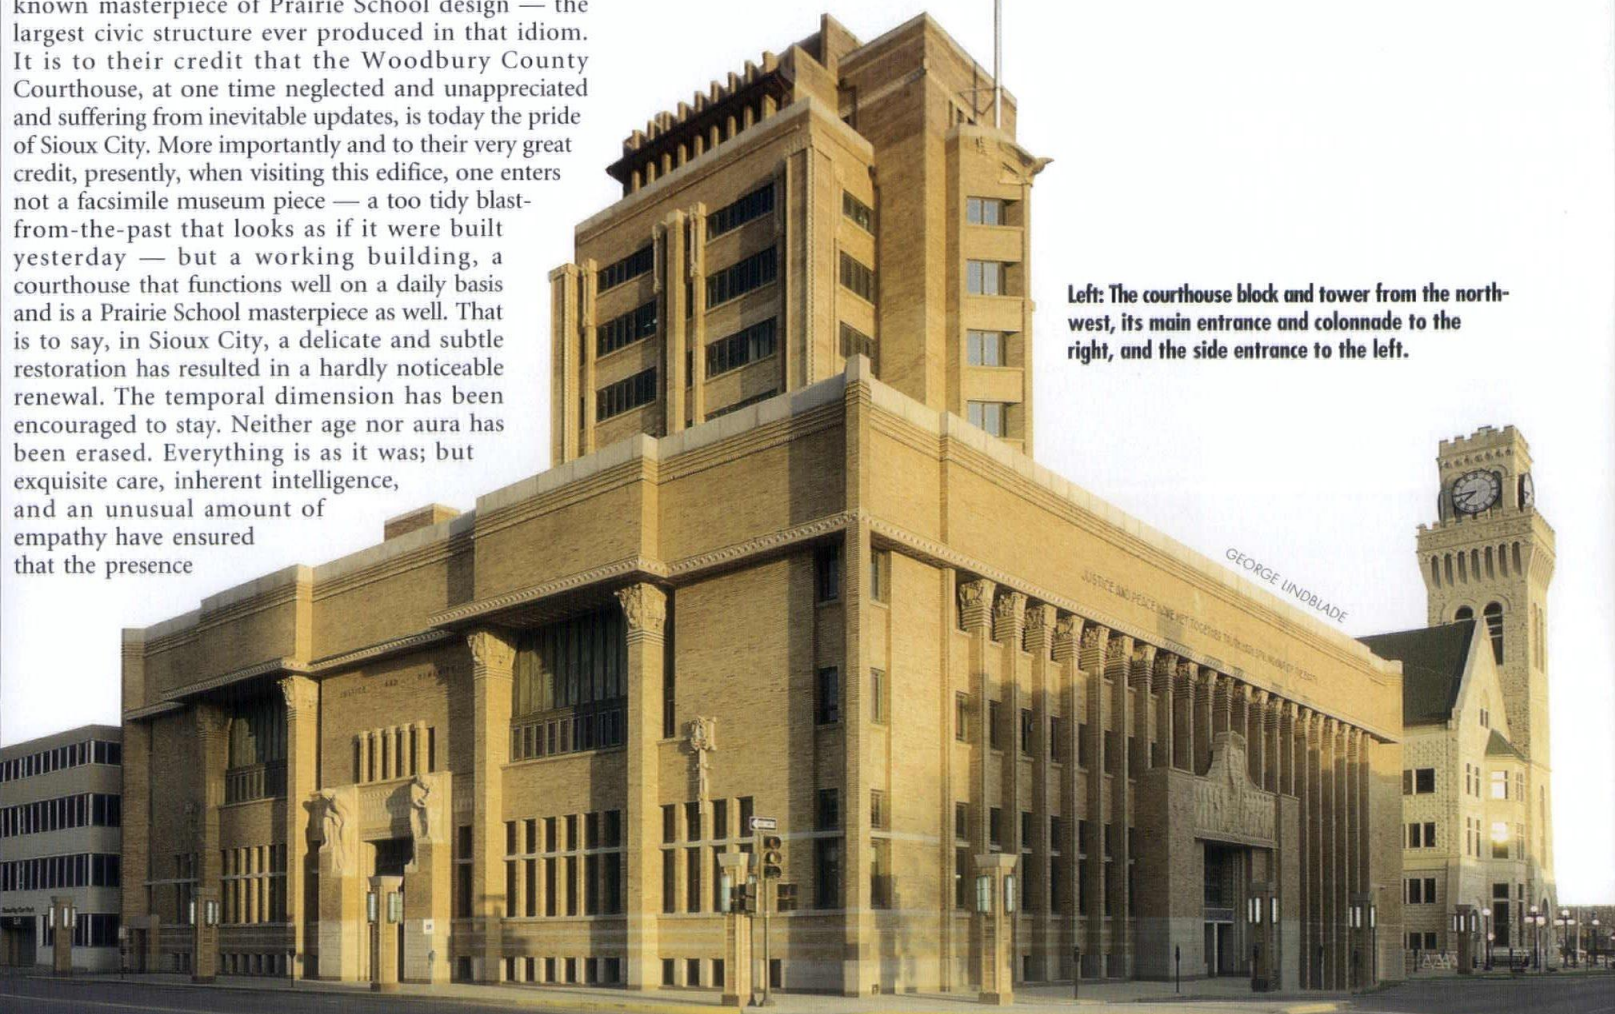 known masterpiece of Prairie School design — the
largest civic structure ever produced in that idiom.
It is to their credit that the Woodbury County
Courthouse, at one time neglected and unappreciated
and suffering from inevitable updates, is today the pride
of Sioux City. More importantly and to their very great
credit, presently, when visiting this edifice, one enters
not a facsimile museum piece — a too tidy blast-
from-the-past that looks as if it were built
yesterday — but a working building, a
courthouse that functions well on a daily basis
and is a Prairie School masterpiece as well. That
is to say, in Sioux City, a delicate and subtle
restoration has resulted in a hardly noticeable
renewal. The temporal dimension has been
encouraged to stay. Neither age nor aura has
been erased. Everything is as it was; but
exquisite care, inherent intelligence,
and an unusual amount of
empathy have ensured
that the presence
Left: The courthouse block and tower from the north-
west, its main entrance and colonnade to the
right, and the side entrance to the left.
GEORGE LINDBLADE
JUSTICE AND PEACE HAVE MET TOGETHER TRUTH
JUSTICE AND